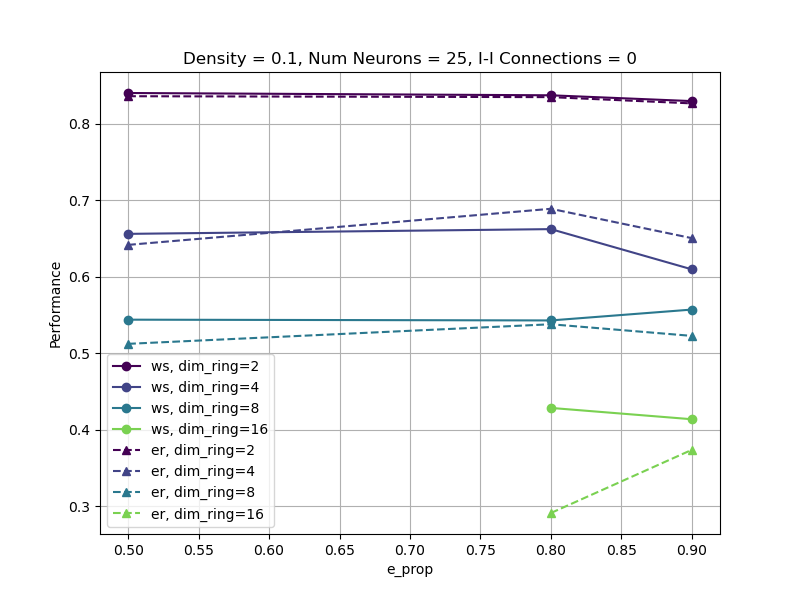 Density = 0.1, Num Neurons = 25, I-I Connections = 0
Performance
0.8
0.7
0.6
0.5
0.4
0.3
ws, dim_ring=2
ws, dim_ring=4
ws, dim_ring=8
ws, dim_ring=16
er, dim_ring=2
er, dim_ring=4
er, dim_ring=8
er, dim_ring=16
0.50 0.55 0.60 0.65 0.70 0.75 0.80 0.85 0.90
e_prop